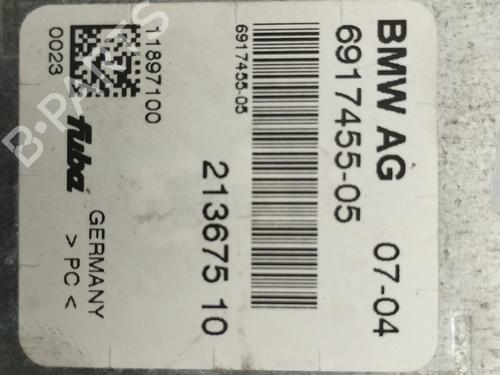 BMW AG 07-04
6917455-05
6917455-05
213675 10
11897100
0023
fuba GERMANY
> PC <
B-PARTS